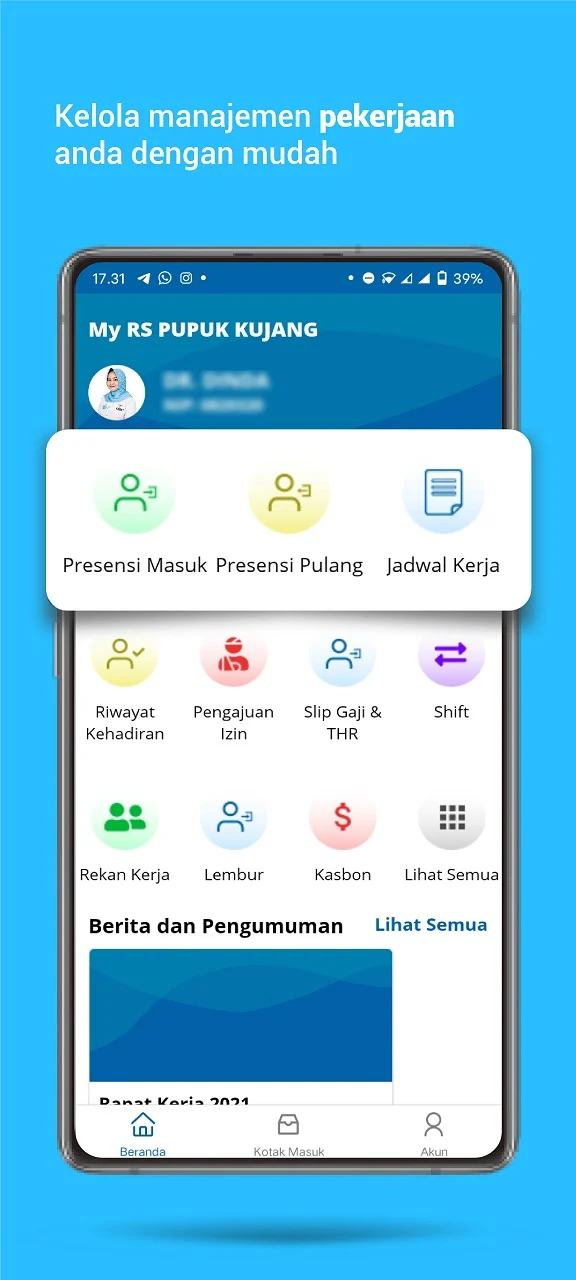 Kelola manajemen pekerjaan
anda dengan mudah
17.31
39%
My RS PUPUK KUJANG
DR. DINDA
Presensi Masuk
Presensi Pulang
Jadwal Kerja
Riwayat
Kehadiran
Pengajuan
Izin
Slip Gaji &
THR
Shift
Rekan Kerja
Lembur
Kasbon
Lihat Semua
Berita dan Pengumuman
Lihat Semua
Rapat Kerja 2021
Beranda
Kotak Masuk
Akun